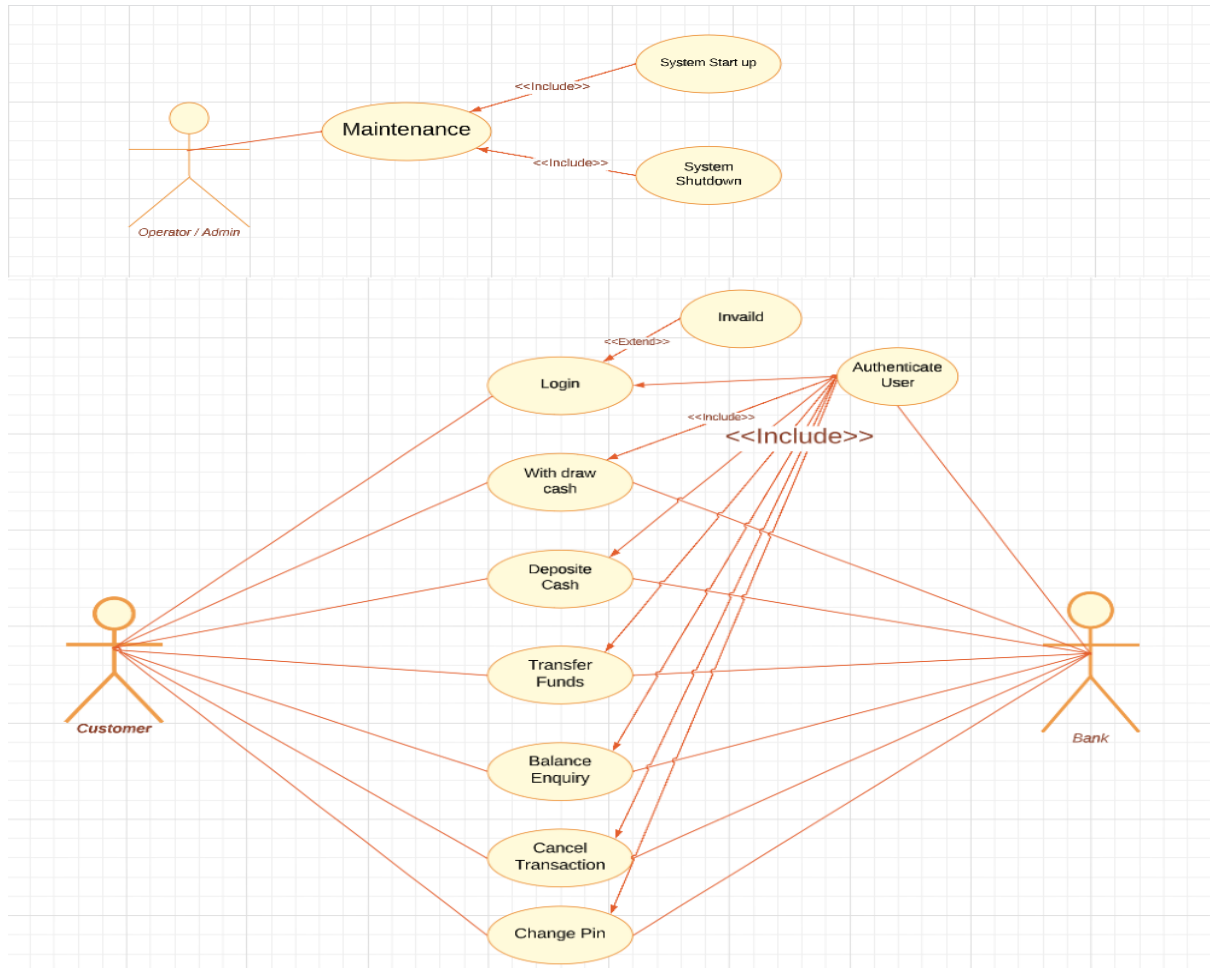 System Start up
<<Include>>
Maintenance
<<Include>>
System
Shutdown
Operator / Admin
Invaild
<<Extend>>
Authenticate
User
Login
<<Include>>
<<Include>>
With draw
cash
Deposite
Cash
Transfer
Funds
Customer
Bank
Balance
Enquiry
Cancel
Transaction
Change Pin